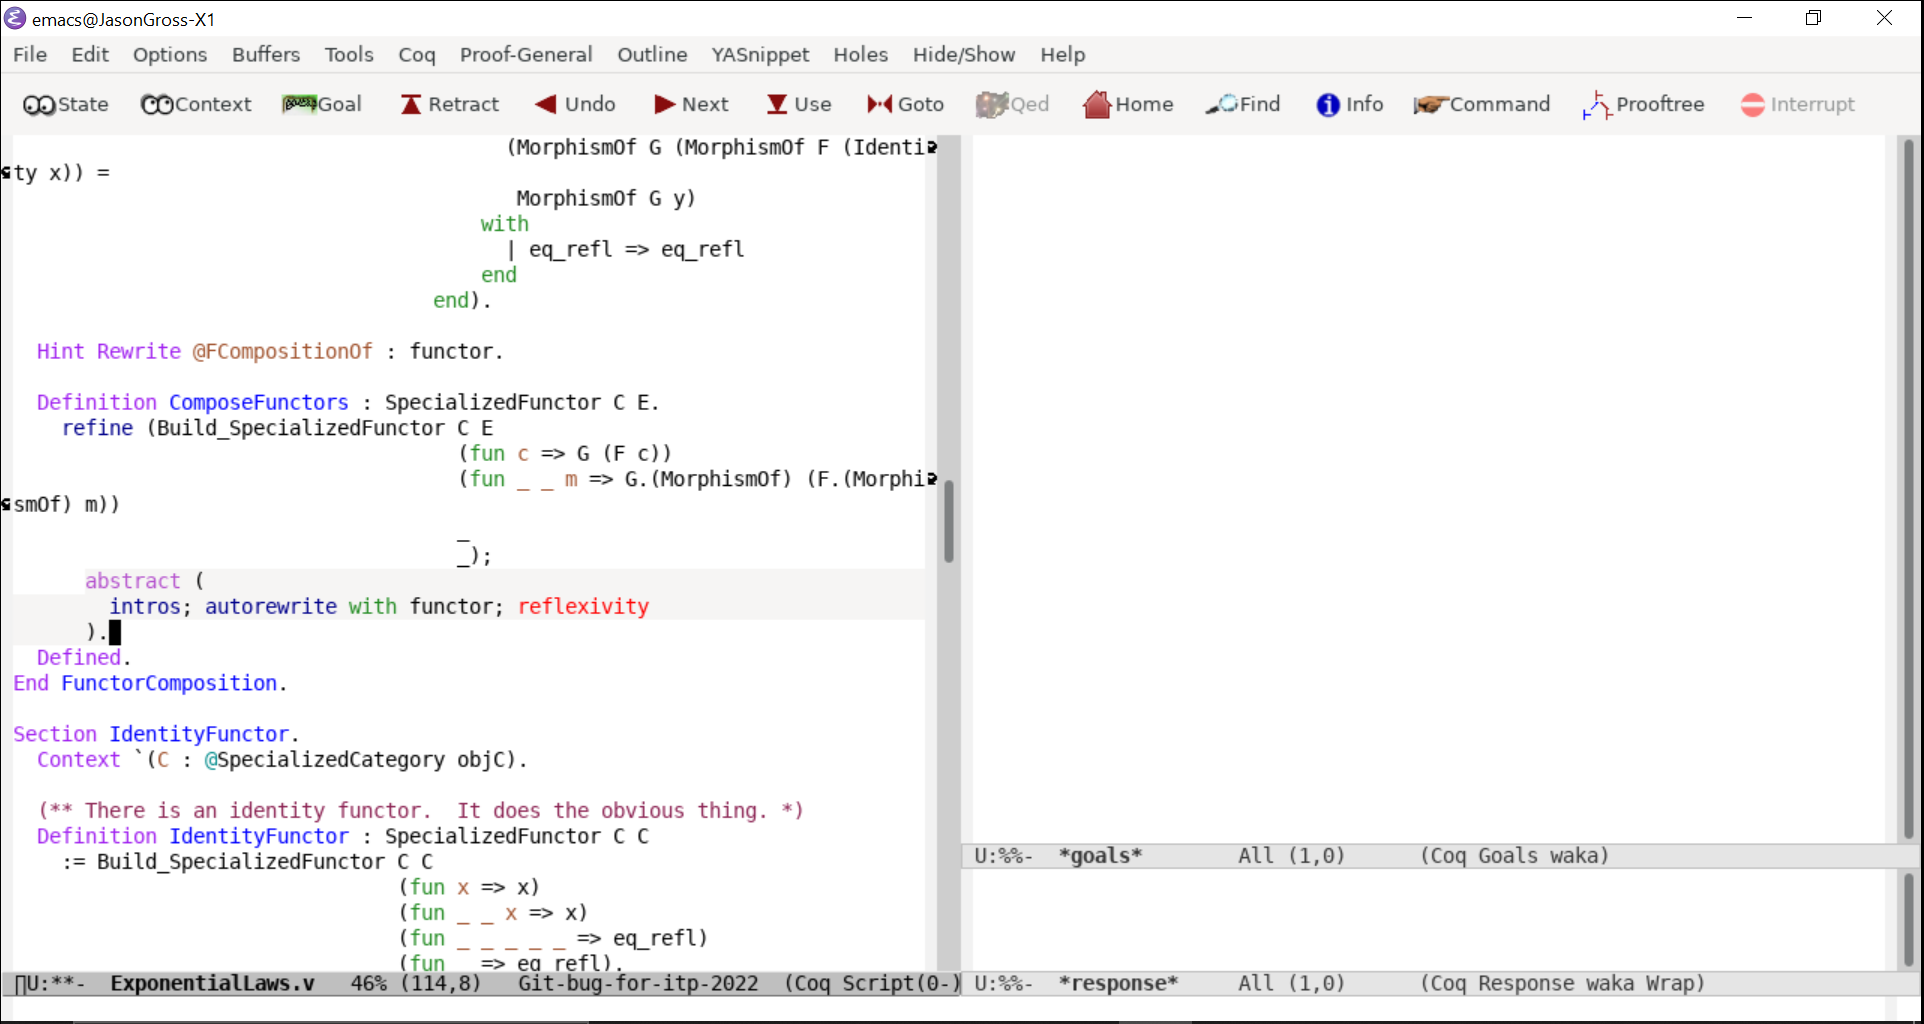 emacs@JasonGross-X1
File Edit Options Buffers Tools Coq Proof-General Outline YASnippet Holes Hide/Show Help
State Context Goal Retract Undo Next Use Goto Qed Home Find Info Command Prooftree Interrupt
(MorphismOf G (MorphismOf F (Identi
ty x)) =
MorphismOf G y)
with
| eq_refl => eq_refl
end
end).
Hint Rewrite @FCompositionOf : functor.
Definition ComposeFunctors : SpecializedFunctor C E.
refine (Build_SpecializedFunctor C E
(fun c => G (F c))
(fun _ _ m => G.(MorphismOf) (F.(Morphi
smOf) m))
_
_);
abstract (
intros; autorewrite with functor; reflexivity
).
Defined.
End FunctorComposition.
Section IdentityFunctor.
Context `(C : @SpecializedCategory objC).
(** There is an identity functor.  It does the obvious thing. *)
Definition IdentityFunctor : SpecializedFunctor C C
:= Build_SpecializedFunctor C C
(fun x => x)
(fun _ _ x => x)
(fun _ _ _ _ _ => eq_refl)
(fun _ => eq_refl).
U:**-  ExponentialLaws.v   46% (114,8)   Git-bug-for-itp-2022  (Coq Script(0-)
U:%%-  *goals*        All (1,0)      (Coq Goals waka)
U:%%-  *response*     All (1,0)      (Coq Response waka Wrap)